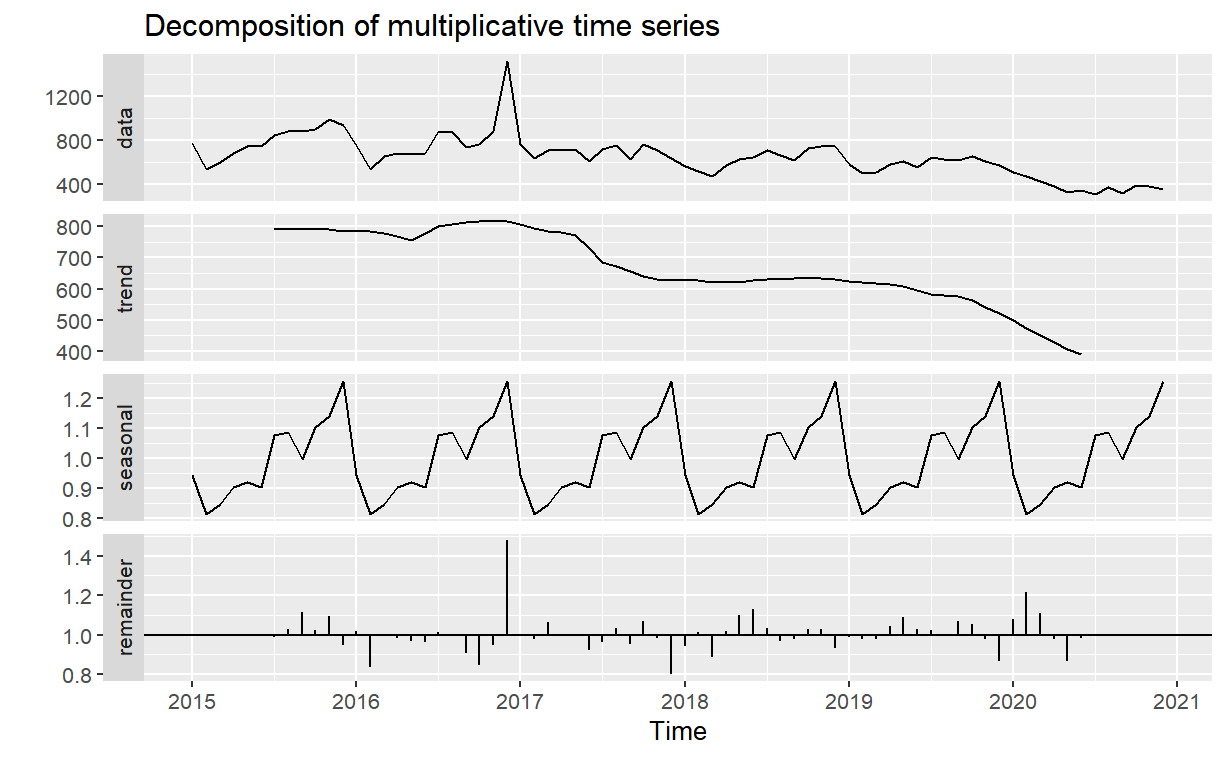 Decomposition of multiplicative time series
data
1200
800
400
trend
800
700
600
500
400
seasonal
1.2
1.1
1.0
0.9
0.8
remainder
1.4
1.2
1.0
0.8
2015 2016 2017 2018 2019 2020 2021
Time